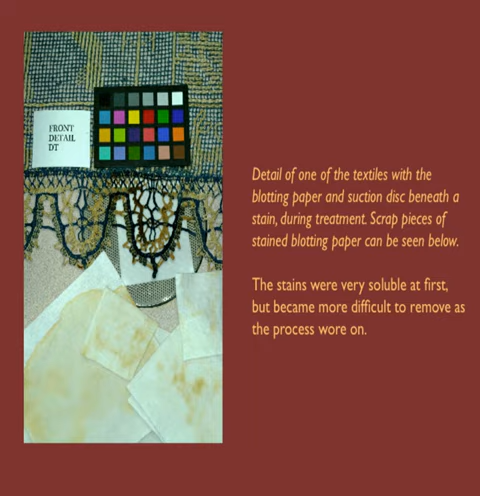 FRONT
DETAIL
DT
Detail of one of the textiles with the
blotting paper and suction disc beneath a
stain, during treatment. Scrap pieces of
stained blotting paper can be seen below.
The stains were very soluble at first,
but became more difficult to remove as
the process wore on.